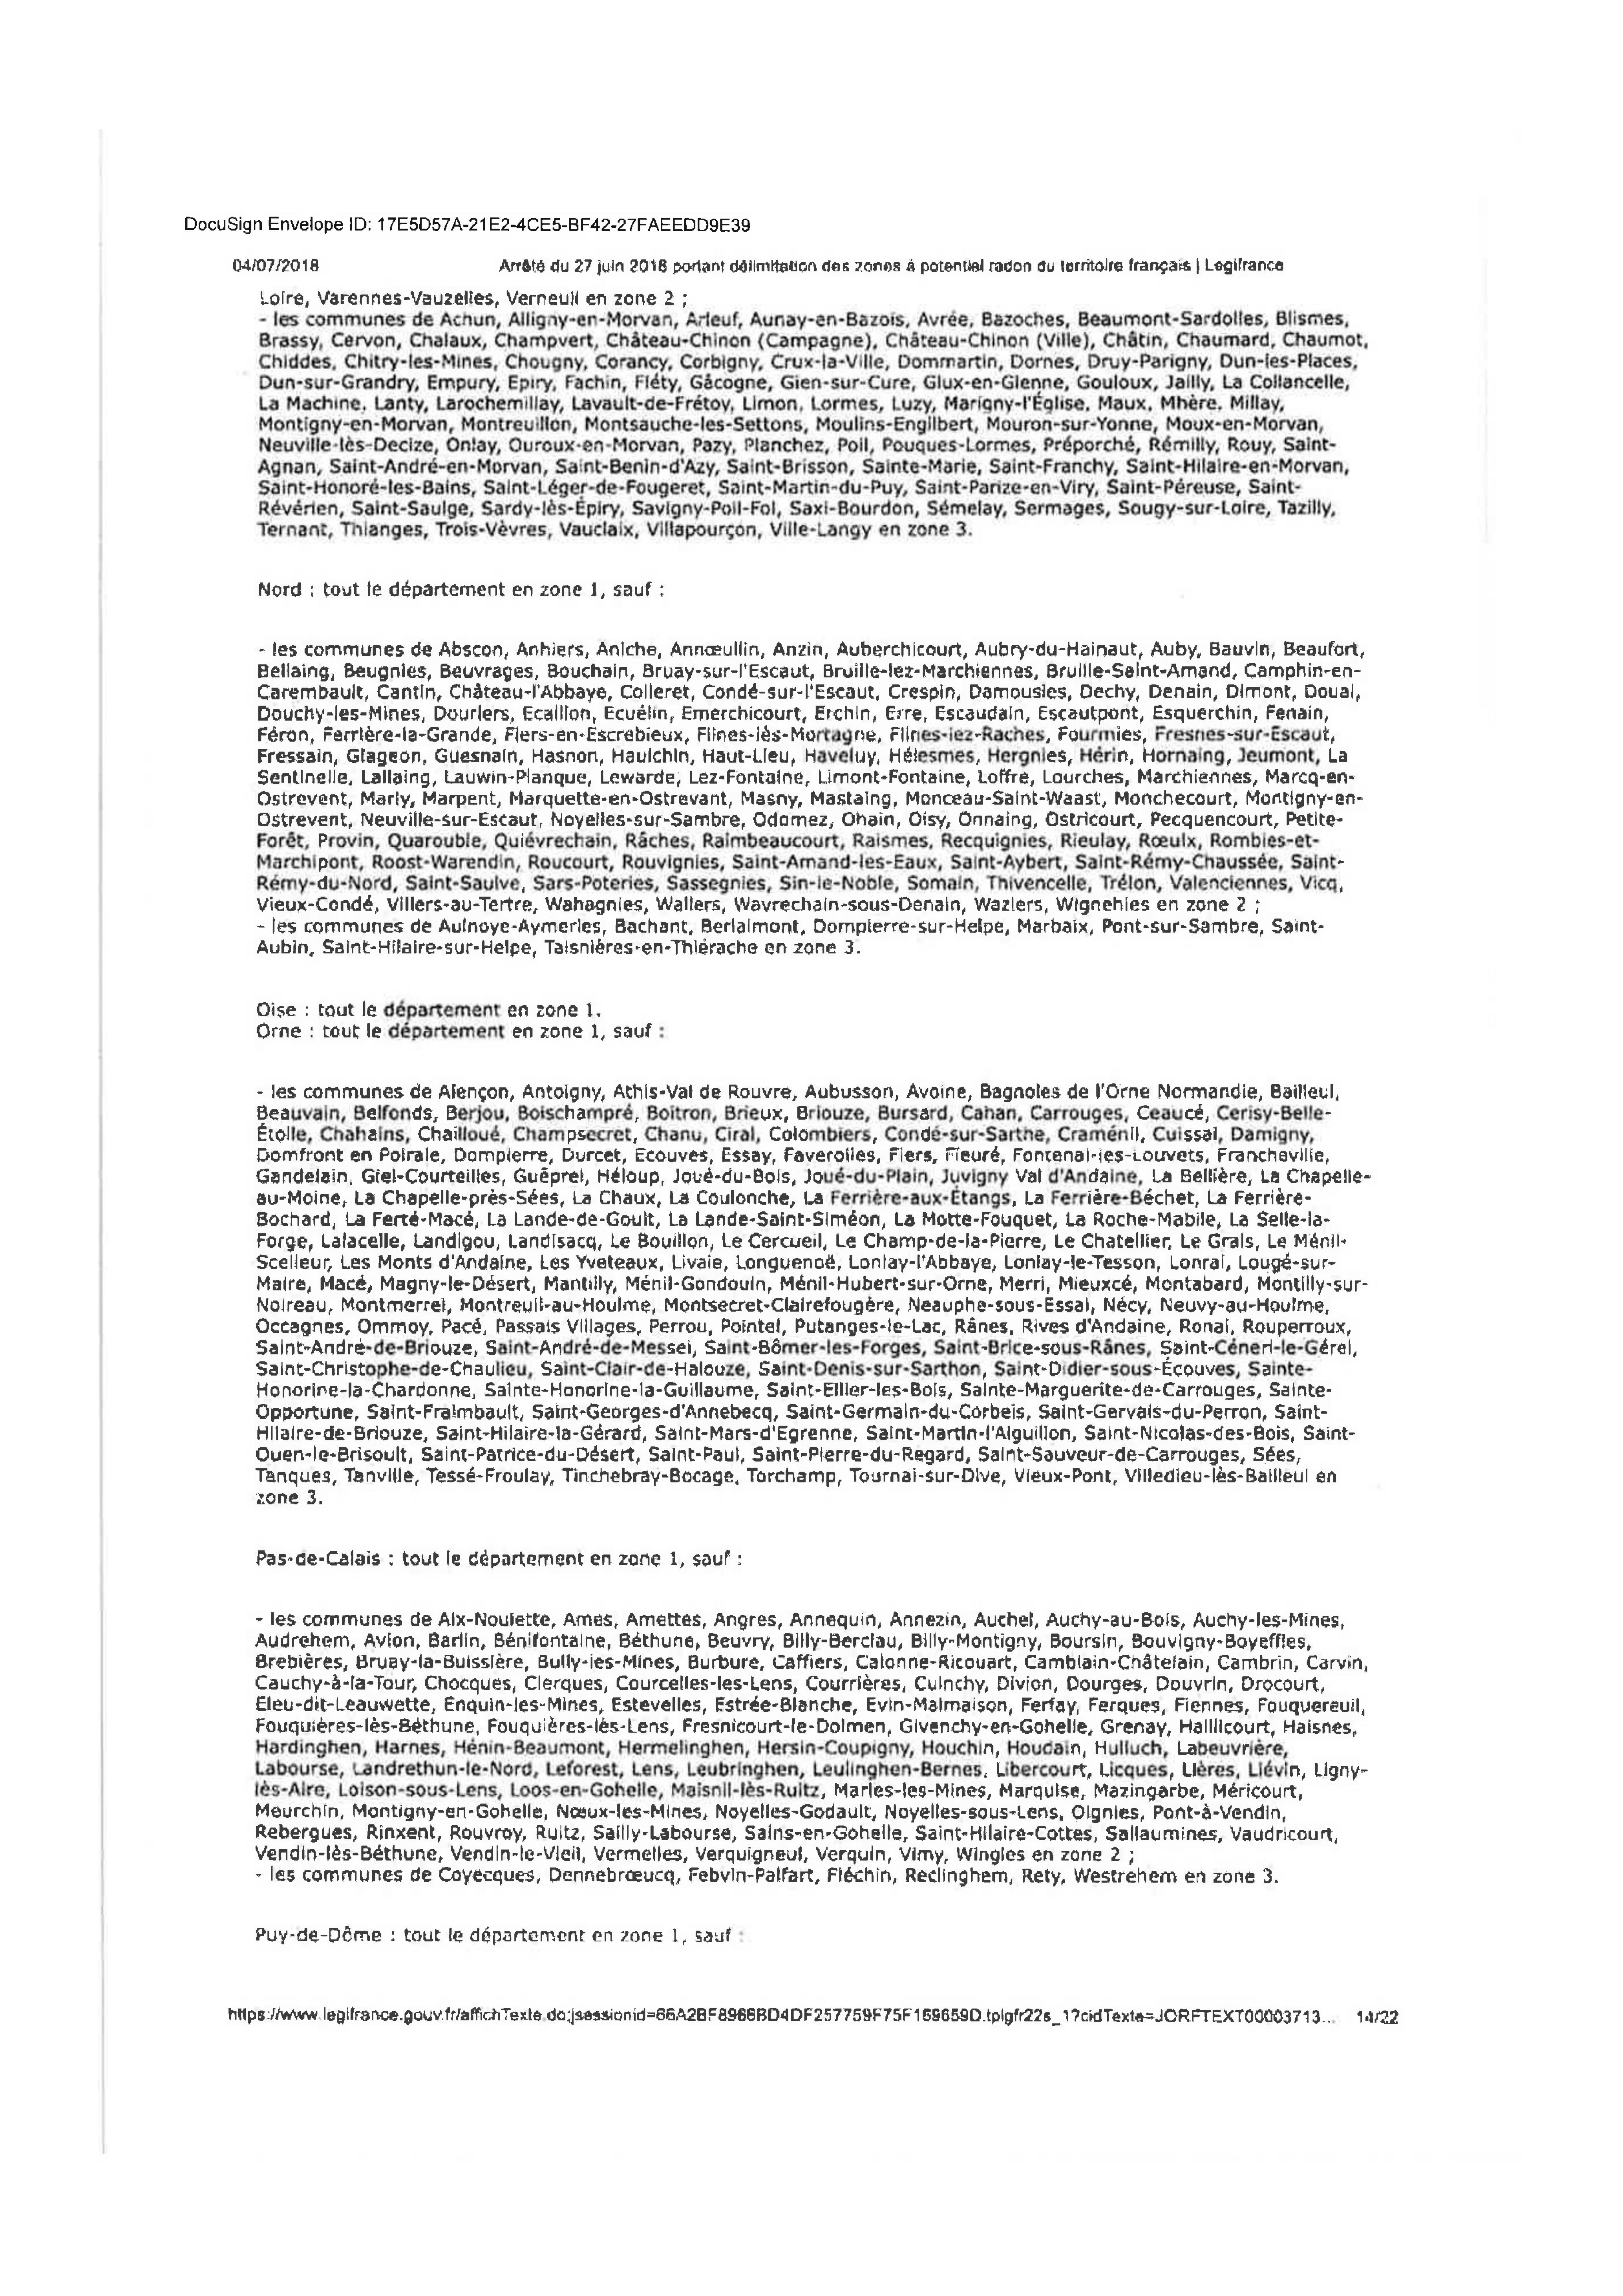 DocuSign Envelope ID: 17E5D57A-21E2-4CE5-BF42-27FAEEDD9E39
04/07/2018 Arrêté du 27 juin 2018 portant délimitation des zones à potentiel radon du territoire français | Legifrance
Loire, Varennes-Vauzelles, Verneuil en zone 2 ;
- les communes de Achun, Alligny-en-Morvan, Arleuf, Aunay-en-Bazois, Avrée, Bazoches, Beaumont-Sardolles, Blismes,
Brassy, Cervon, Chalaux, Champvert, Château-Chinon (Campagne), Château-Chinon (Ville), Châtin, Chaumard, Chaumot,
Chiddes, Chitry-les-Mines, Chougny, Corancy, Corbigny, Crux-la-Ville, Dommartin, Dornes, Druy-Parigny, Dun-les-Places,
Dun-sur-Grandry, Empury, Epiry, Fachin, Fléty, Gâcogne, Gien-sur-Cure, Glux-en-Glenne, Gouloux, Jailly, La Collancelle,
La Machine, Lanty, Larochemillay, Lavault-de-Frétoy, Limon, Lormes, Luzy, Marigny-l'Église, Maux, Mhère, Millay,
Montigny-en-Morvan, Montreuillon, Montsauche-les-Settons, Moulins-Engilbert, Mouron-sur-Yonne, Moux-en-Morvan,
Neuville-lès-Decize, Onlay, Ouroux-en-Morvan, Pazy, Planchez, Poil, Pouques-Lormes, Préporché, Rémilly, Rouy, Saint-
Agnan, Saint-André-en-Morvan, Saint-Benin-d'Azy, Saint-Brisson, Sainte-Marie, Saint-Franchy, Saint-Hilaire-en-Morvan,
Saint-Honoré-les-Bains, Saint-Léger-de-Fougeret, Saint-Martin-du-Puy, Saint-Parize-en-Viry, Saint-Péreuse, Saint-
Révérien, Saint-Saulge, Sardy-lès-Épiry, Savigny-Poil-Fol, Saxi-Bourdon, Sémelay, Sermages, Sougy-sur-Loire, Tazilly,
Ternant, Thianges, Trois-Vèvres, Vauclaix, Villapourçon, Ville-Langy en zone 3.
Nord : tout le département en zone 1, sauf :
- les communes de Abscon, Anhiers, Aniche, Annœullin, Anzin, Auberchicourt, Aubry-du-Hainaut, Auby, Bauvin, Beaufort,
Bellaing, Beugnies, Beuvrages, Bouchain, Bruay-sur-l'Escaut, Bruille-lez-Marchiennes, Bruille-Saint-Amand, Camphin-en-
Carembault, Cantin, Château-l'Abbaye, Colleret, Condé-sur-l'Escaut, Crespin, Damousies, Dechy, Denain, Dimont, Douai,
Douchy-les-Mines, Dourlers, Ecaillon, Ecuélin, Emerchicourt, Erchin, Erre, Escaudain, Escautpont, Esquerchin, Fenain,
Féron, Ferrière-la-Grande, Flers-en-Escrebieux, Flines-lès-Mortagne, Flines-lez-Raches, Fourmies, Fresnes-sur-Escaut,
Fressain, Glageon, Guesnain, Hasnon, Haulchin, Haut-Lieu, Haveluy, Hélesmes, Hergnies, Hérin, Hornaing, Jeumont, La
Sentinelle, Lallaing, Lauwin-Planque, Lewarde, Lez-Fontaine, Limont-Fontaine, Loffre, Lourches, Marchiennes, Marcq-en-
Ostrevent, Marly, Marpent, Marquette-en-Ostrevant, Masny, Mastaing, Monceau-Saint-Waast, Monchecourt, Montigny-en-
Ostrevent, Neuville-sur-Escaut, Noyelles-sur-Sambre, Odomez, Ohain, Oisy, Onnaing, Ostricourt, Pecquencourt, Petite-
Forêt, Provin, Quarouble, Quiévrechain, Râches, Raimbeaucourt, Raismes, Recquignies, Rieulay, Rœulx, Rombies-et-
Marchipont, Roost-Warendin, Roucourt, Rouvignies, Saint-Amand-les-Eaux, Saint-Aybert, Saint-Rémy-Chaussée, Saint-
Rémy-du-Nord, Saint-Saulve, Sars-Poteries, Sassegnies, Sin-le-Noble, Somain, Thivencelle, Trélon, Valenciennes, Vicq,
Vieux-Condé, Villers-au-Tertre, Wahagnies, Wallers, Wavrechain-sous-Denain, Waziers, Wignehies en zone 2 ;
- les communes de Aulnoye-Aymeries, Bachant, Berlaimont, Dompierre-sur-Helpe, Marbaix, Pont-sur-Sambre, Saint-
Aubin, Saint-Hilaire-sur-Helpe, Taisnières-en-Thiérache en zone 3.
Oise : tout le département en zone 1.
Orne : tout le département en zone 1, sauf :
- les communes de Alençon, Antoigny, Athis-Val de Rouvre, Aubusson, Avoine, Bagnoles de l'Orne Normandie, Bailleul,
Beauvain, Belfonds, Berjou, Boischampré, Boitron, Brieux, Briouze, Bursard, Cahan, Carrouges, Ceaucé, Cerisy-Belle-
Étoile, Chahains, Chailloué, Champsecret, Chanu, Ciral, Colombiers, Condé-sur-Sarthe, Craménil, Cuissai, Damigny,
Domfront en Poiraie, Dompierre, Durcet, Ecouves, Essay, Faverolles, Flers, Fleuré, Fontenai-les-Louvets, Francheville,
Gandelain, Giel-Courteilles, Guêprei, Héloup, Joué-du-Bois, Joué-du-Plain, Juvigny Val d'Andaine, La Bellière, La Chapelle-
au-Moine, La Chapelle-près-Sées, La Chaux, La Coulonche, La Ferrière-aux-Étangs, La Ferrière-Béchet, La Ferrière-
Bochard, La Ferté-Macé, La Lande-de-Goult, La Lande-Saint-Siméon, La Motte-Fouquet, La Roche-Mabile, La Selle-la-
Forge, Lalacelle, Landigou, Landisacq, Le Bouillon, Le Cercueil, Le Champ-de-la-Pierre, Le Chatellier, Le Grais, Le Ménil-
Scelleur, Les Monts d'Andaine, Les Yveteaux, Livaie, Longuenoë, Lonlay-l'Abbaye, Lonlay-le-Tesson, Lonrai, Lougé-sur-
Maire, Macé, Magny-le-Désert, Mantilly, Ménil-Gondouin, Ménil-Hubert-sur-Orne, Merri, Mieuxcé, Montabard, Montilly-sur-
Noireau, Montmerrei, Montreuil-au-Houlme, Montsecret-Clairefougère, Neauphe-sous-Essai, Nécy, Neuvy-au-Houlme,
Occagnes, Ommoy, Pacé, Passais Villages, Perrou, Pointel, Putanges-le-Lac, Rânes, Rives d'Andaine, Ronai, Rouperroux,
Saint-André-de-Briouze, Saint-André-de-Messei, Saint-Bômer-les-Forges, Saint-Brice-sous-Rânes, Saint-Céneri-le-Gérei,
Saint-Christophe-de-Chaulieu, Saint-Clair-de-Halouze, Saint-Denis-sur-Sarthon, Saint-Didier-sous-Écouves, Sainte-
Honorine-la-Chardonne, Sainte-Honorine-la-Guillaume, Saint-Ellier-les-Bois, Sainte-Marguerite-de-Carrouges, Sainte-
Opportune, Saint-Fraimbault, Saint-Georges-d'Annebecq, Saint-Germain-du-Corbeis, Saint-Gervais-du-Perron, Saint-
Hilaire-de-Briouze, Saint-Hilaire-la-Gérard, Saint-Mars-d'Egrenne, Saint-Martin-l'Aiguillon, Saint-Nicolas-des-Bois, Saint-
Ouen-le-Brisoult, Saint-Patrice-du-Désert, Saint-Paul, Saint-Pierre-du-Regard, Saint-Sauveur-de-Carrouges, Sées,
Tanques, Tanville, Tessé-Froulay, Tinchebray-Bocage, Torchamp, Tournai-sur-Dive, Vieux-Pont, Villedieu-lès-Bailleul en
zone 3.
Pas-de-Calais : tout le département en zone 1, sauf :
- les communes de Aix-Noulette, Ames, Amettes, Angres, Annequin, Annezin, Auchel, Auchy-au-Bois, Auchy-les-Mines,
Audrehem, Avion, Barlin, Bénifontaine, Béthune, Beuvry, Billy-Berclau, Billy-Montigny, Boursin, Bouvigny-Boyeffles,
Brebières, Bruay-la-Buissière, Bully-les-Mines, Burbure, Caffiers, Calonne-Ricouart, Camblain-Châtelain, Cambrin, Carvin,
Cauchy-à-la-Tour, Chocques, Clerques, Courcelles-les-Lens, Courrières, Cuinchy, Divion, Dourges, Douvrin, Drocourt,
Eleu-dit-Leauwette, Enquin-les-Mines, Estevelles, Estrée-Blanche, Evin-Malmaison, Ferfay, Ferques, Fiennes, Fouquereuil,
Fouquières-lès-Béthune, Fouquières-lès-Lens, Fresnicourt-le-Dolmen, Givenchy-en-Gohelle, Grenay, Haillicourt, Haisnes,
Hardinghen, Harnes, Hénin-Beaumont, Hermelinghen, Hersin-Coupigny, Houchin, Houdain, Hulluch, Labeuvrière,
Labourse, Landrethun-le-Nord, Leforest, Lens, Leubringhen, Leulinghen-Bernes, Libercourt, Licques, Lières, Liévin, Ligny-
lès-Aire, Loison-sous-Lens, Loos-en-Gohelle, Maisnil-lès-Ruitz, Marles-les-Mines, Marquise, Mazingarbe, Méricourt,
Meurchin, Montigny-en-Gohelle, Nœux-les-Mines, Noyelles-Godault, Noyelles-sous-Lens, Oignies, Pont-à-Vendin,
Rebergues, Rinxent, Rouvroy, Ruitz, Sailly-Labourse, Sains-en-Gohelle, Saint-Hilaire-Cottes, Sallaumines, Vaudricourt,
Vendin-lès-Béthune, Vendin-le-Vieil, Vermelles, Verquigneul, Verquin, Vimy, Wingles en zone 2 ;
- les communes de Coyecques, Dennebrœucq, Febvin-Palfart, Fléchin, Reclinghem, Rety, Westrehem en zone 3.
Puy-de-Dôme : tout le département en zone 1, sauf :
https://www.legifrance.gouv.fr/affichTexte.do;jsessionid=66A2BF8966BD4DF257759F75F159659D.tplgfr22s_1?cidTexte=JORFTEXT00003713... 14/22